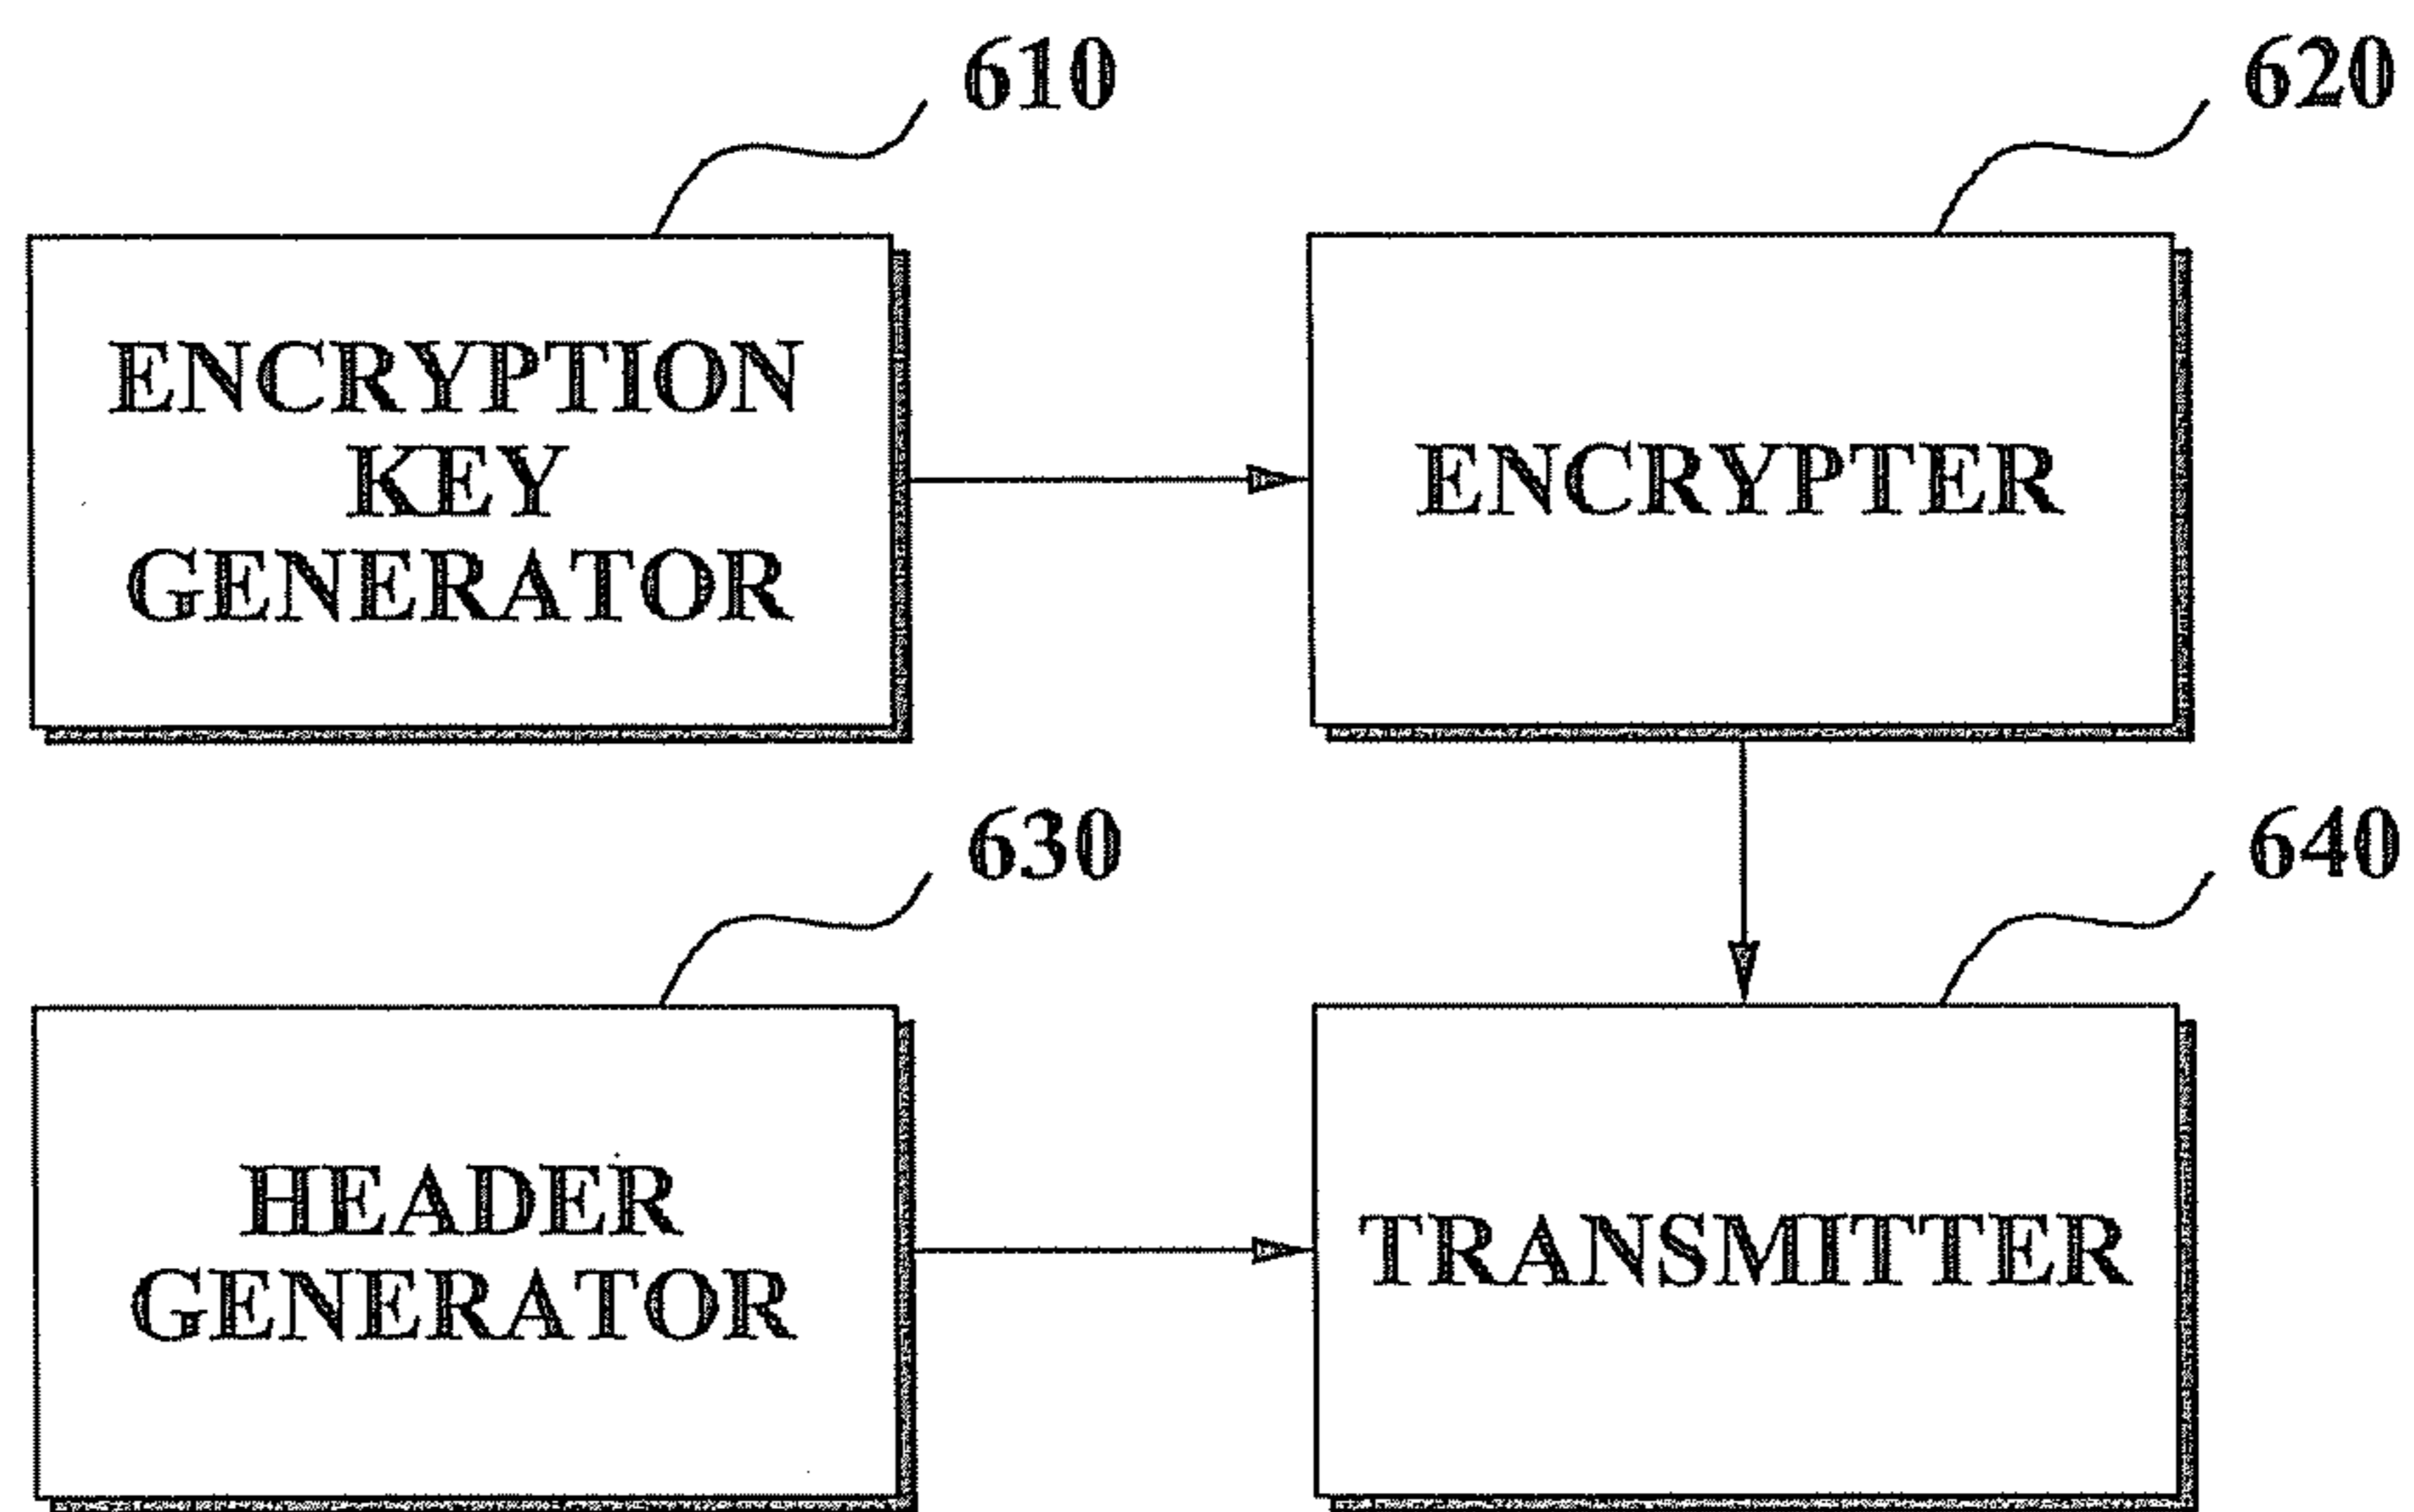 610
620
ENCRYPTION
KEY
GENERATOR
ENCRYPTER
630
640
HEADER
GENERATOR
TRANSMITTER